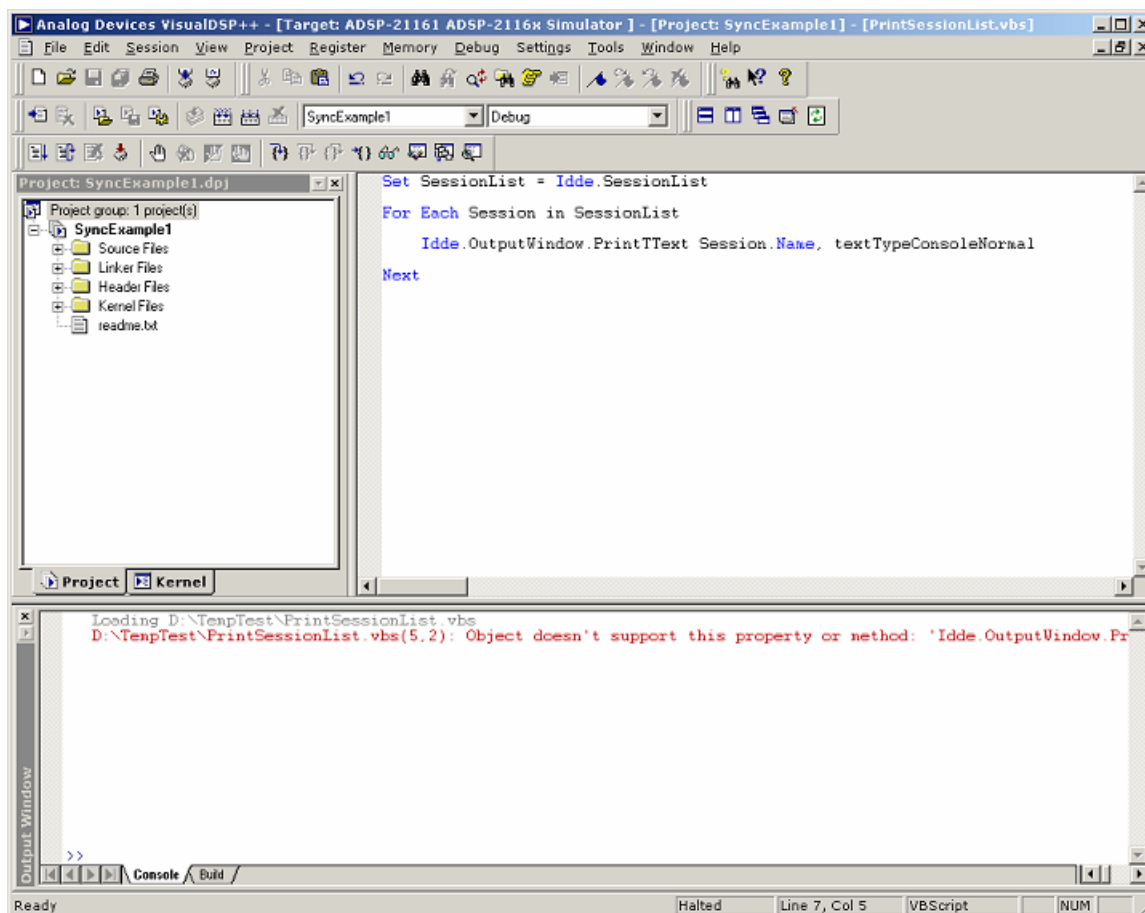 Analog Devices VisualDSP++ - [Target: ADSP-21161 ADSP-2116x Simulator ] - [Project: SyncExample1] - [PrintSessionList.vbs]
File Edit Session View Project Register Memory Debug Settings Tools Window Help
SyncExample1 Debug
Project: SyncExample1.dpj
Project group: 1 project(s)
SyncExample1
Source Files
Linker Files
Header Files
Kernel Files
readme.txt
Project Kernel
Set SessionList = Idde.SessionList
For Each Session in SessionList
Idde.OutputWindow.PrintTText Session.Name, textTypeConsoleNormal
Next
Loading D:\TempTest\PrintSessionList.vbs
D:\TempTest\PrintSessionList.vbs(5,2): Object doesn't support this property or method: 'Idde.OutputWindow.Pr
>>
Output Window
Console Build
Ready Halted Line 7, Col 5 VBScript NUM